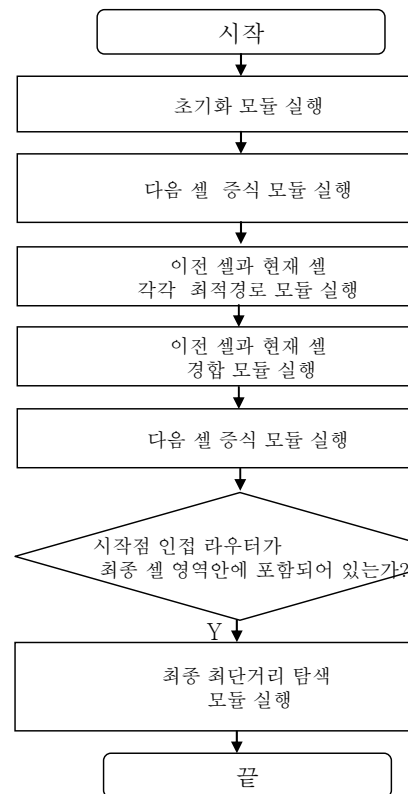 시작
초기화 모듈 실행
다음 셀 증식 모듈 실행
이전 셀과 현재 셀
각각 최적경로 모듈 실행
이전 셀과 현재 셀
경합 모듈 실행
다음 셀 증식 모듈 실행
시작점 인접 라우터가
최종 셀 영역안에 포함되어 있는가?
Y
최종 최단거리 탐색
모듈 실행
끝